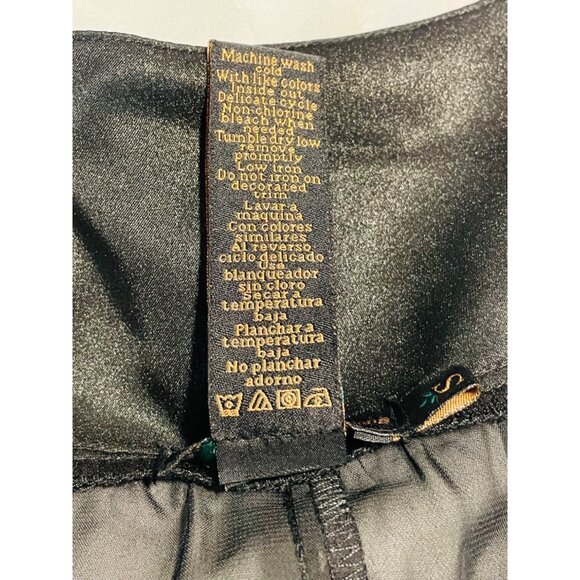 Machine wash
cold
With like colors
Inside out
Delicate cycle
Non-chlorine
bleach when
needed
Tumble dry low
remove
promptly
Low iron
Do not iron on
decorated
trim
Lavar a
maquina
Con colores
similares
Al reverso
ciclo delicado
Use
blanqueador
sin cloro
Secar a
temperatura
baja
Planchar a
temperatura
baja
No planchar
adorno
S